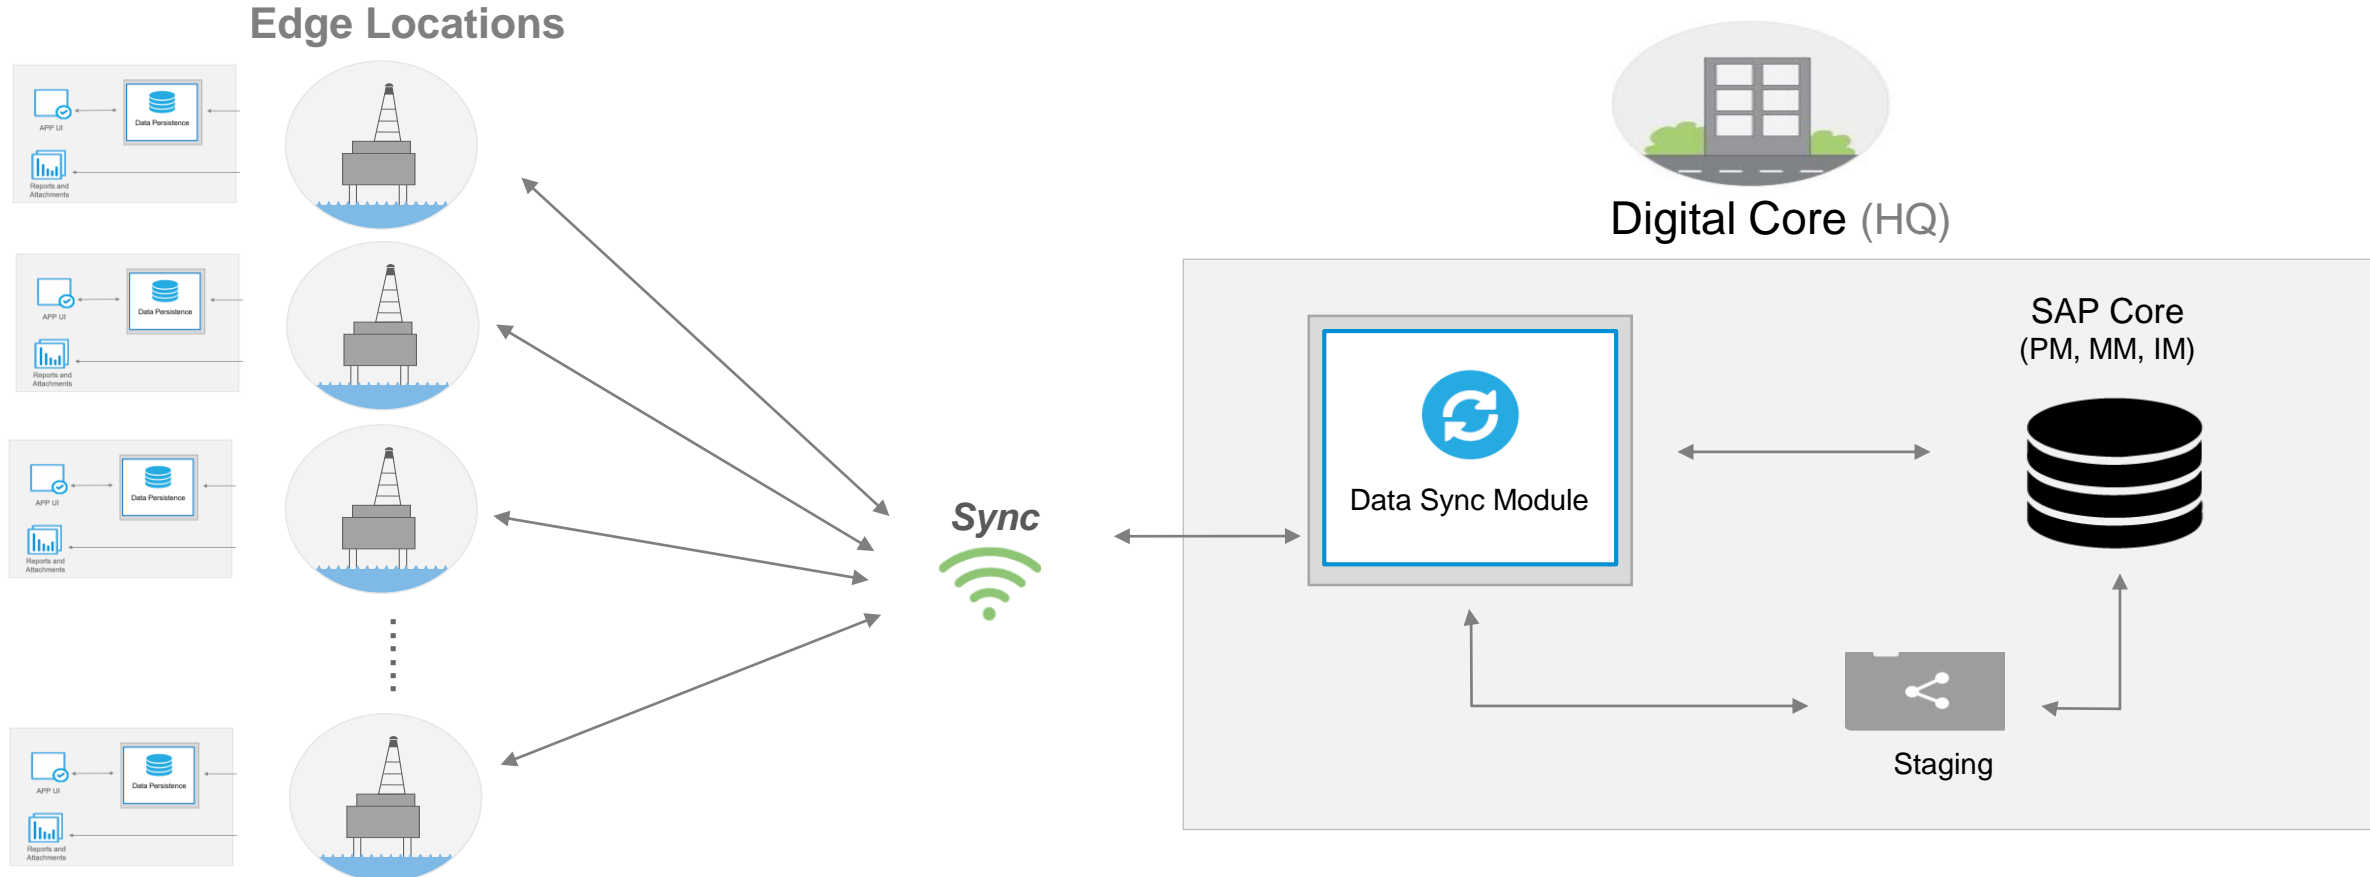 Edge Locations
APP UI
Data Persistence
Reports and
Attachments
APP UI
Data Persistence
Reports and
Attachments
APP UI
Data Persistence
Reports and
Attachments
APP UI
Data Persistence
Reports and
Attachments
Sync
Digital Core (HQ)
Data Sync Module
SAP Core
(PM, MM, IM)
Staging